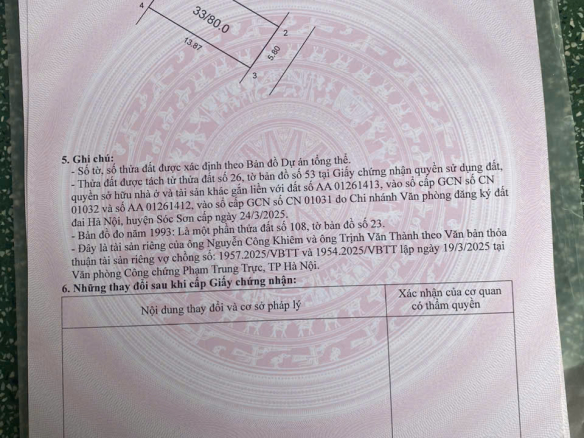 4
33/80.0
2
13.87
5.80
3
5. Ghi chú:
- Số tờ, số thửa đất được xác định theo Bản đồ Dự án tổng thể.
- Thửa đất được tách từ thửa đất số 26, tờ bản đồ số 53 tại Giấy chứng nhận quyền sử dụng đất,
quyền sở hữu nhà ở và tài sản khác gắn liền với đất số AA 01261413, vào sổ cấp GCN số CN
01032 và số AA 01261412, vào sổ cấp GCN số CN 01031 do Chi nhánh Văn phòng đăng ký đất
đai Hà Nội, huyện Sóc Sơn cấp ngày 24/3/2025.
- Bản đồ đo năm 1993: Là một phần thửa đất số 108, tờ bản đồ số 23.
- Đây là tài sản riêng của ông Nguyễn Công Khiêm và ông Trịnh Văn Thành theo Văn bản thỏa
thuận tài sản riêng vợ chồng số: 1957.2025/VBTT và 1954.2025/VBTT lập ngày 19/3/2025 tại
Văn phòng Công chứng Phạm Trung Trực, TP Hà Nội.
6. Những thay đổi sau khi cấp Giấy chứng nhận:
Nội dung thay đổi và cơ sở pháp lý
Xác nhận của cơ quan
có thẩm quyền